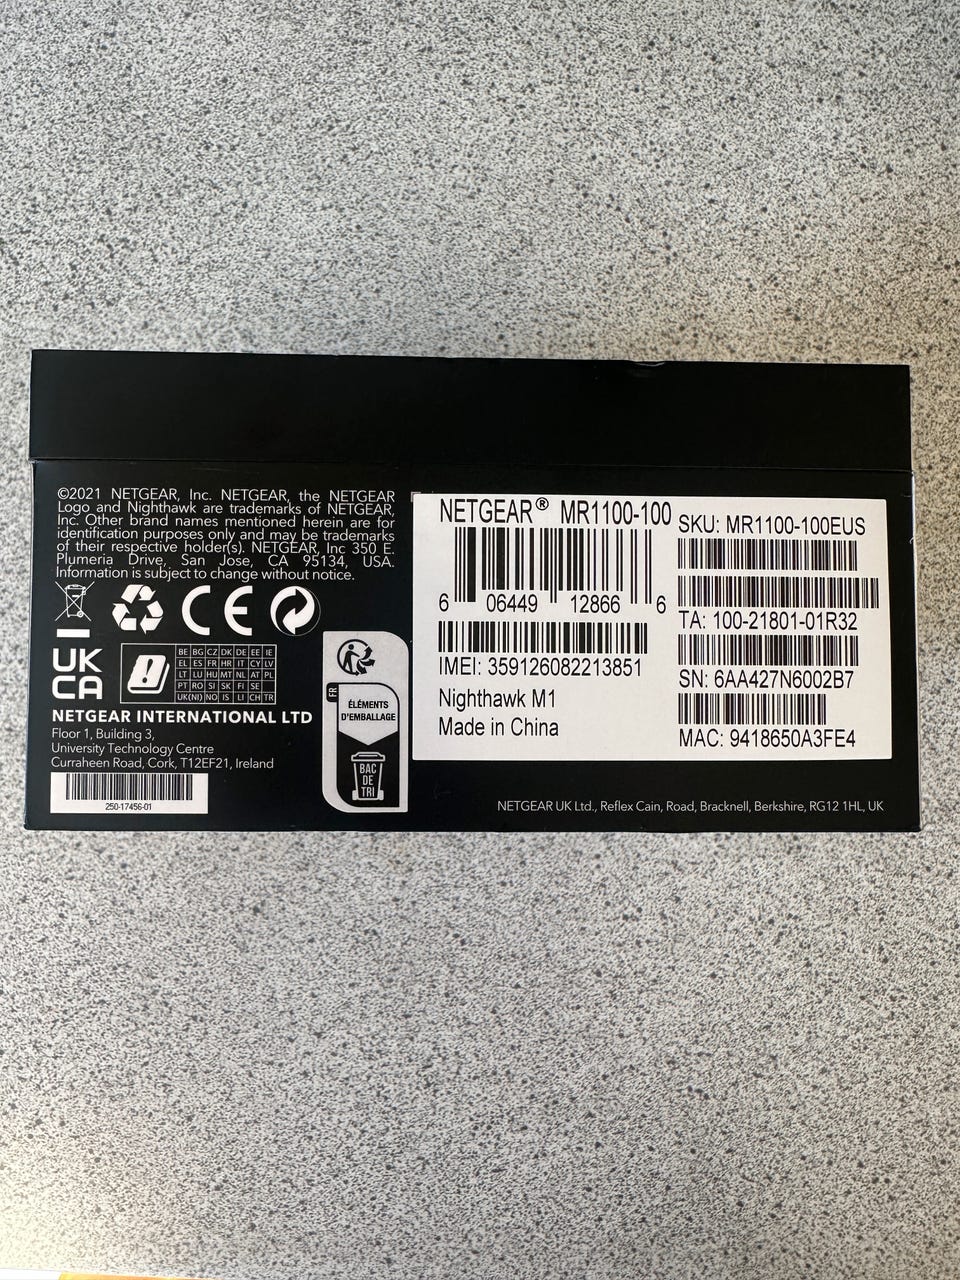 ©2021 NETGEAR, Inc. NETGEAR, the NETGEAR
Logo and Nighthawk are trademarks of NETGEAR,
Inc. Other brand names mentioned herein are for
identification purposes only and may be trademarks
of their respective holder(s). NETGEAR, Inc 350 E.
Plumeria Drive, San Jose, CA 95134, USA.
Information is subject to change without notice.
CE
UK
CA
BE BG CZ DK DE EE IE
EL ES FR HR IT CY LV
LT LU HU MT NL AT PL
PT RO SI SK FI SE
UK(NI) NO IS LI CH TR
NETGEAR INTERNATIONAL LTD
Floor 1, Building 3,
University Technology Centre
Curraheen Road, Cork, T12EF21, Ireland
250-17456-01
FR
ÉLÉMENTS
D'EMBALLAGE
BAC
DE
TRI
NETGEAR® MR1100-100
6 06449 12866 6
IMEI: 359126082213851
Nighthawk M1
Made in China
SKU: MR1100-100EUS
TA: 100-21801-01R32
SN: 6AA427N6002B7
MAC: 9418650A3FE4
NETGEAR UK Ltd., Reflex Cain, Road, Bracknell, Berkshire, RG12 1HL, UK